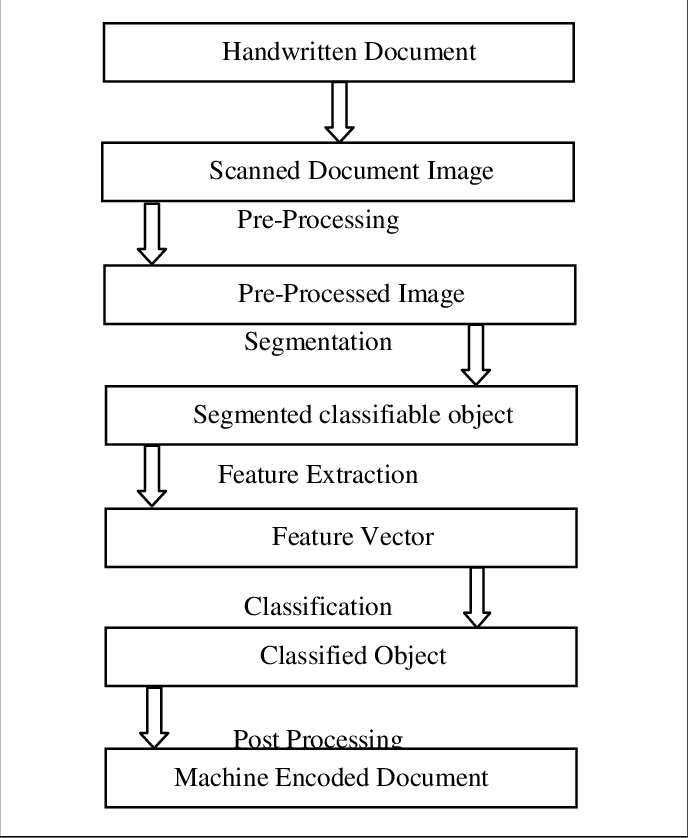 Handwritten Document
Scanned Document Image
Pre-Processing
Pre-Processed Image
Segmentation
Segmented classifiable object
Feature Extraction
Feature Vector
Classification
Classified Object
Post Processing
Machine Encoded Document